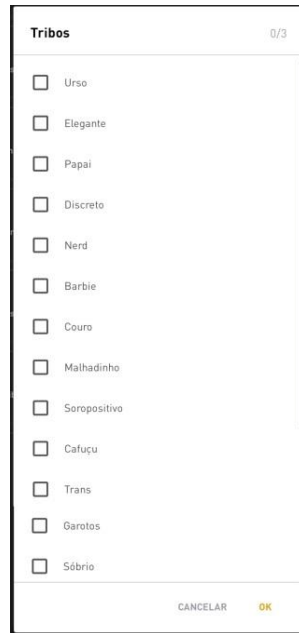 Tribos 0/3
Urso
Elegante
Papai
Discreto
Nerd
Barbie
Couro
Malhadinho
Soropositivo
Cafuçu
Trans
Garotos
Sóbrio
CANCELAR OK